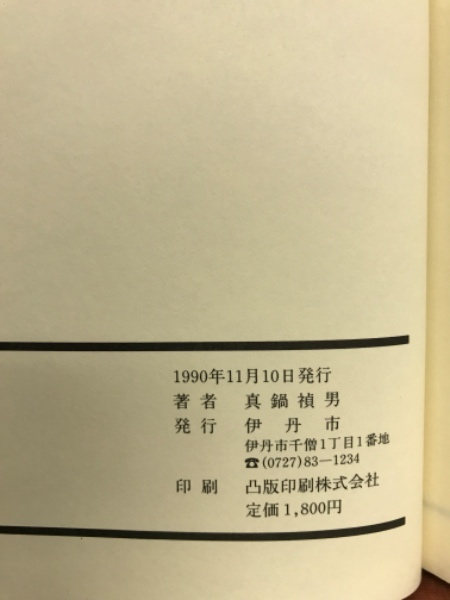 1990年11月10日発行
著者 真鍋禎男
発行 伊丹市
伊丹市千僧1丁目1番地
☎(0727)83―1234
印刷 凸版印刷株式会社
定価1,800円